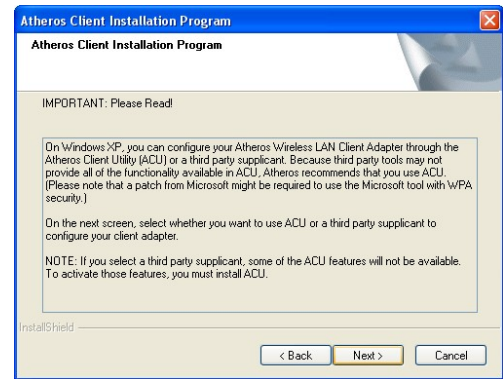 Atheros Client Installation Program
Atheros Client Installation Program
IMPORTANT: Please Read!
On Windows XP, you can configure your Atheros Wireless LAN Client Adapter through the
Atheros Client Utility (ACU) or a third party supplicant. Because third party tools may not
provide all of the functionality available in ACU, Atheros recommends that you use ACU.
(Please note that a patch from Microsoft might be required to use the Microsoft tool with WPA
security.)
On the next screen, select whether you want to use ACU or a third party supplicant to
configure your client adapter.
NOTE: If you select a third party supplicant, some of the ACU features will not be available.
To activate those features, you must install ACU.
InstallShield
< Back Next > Cancel